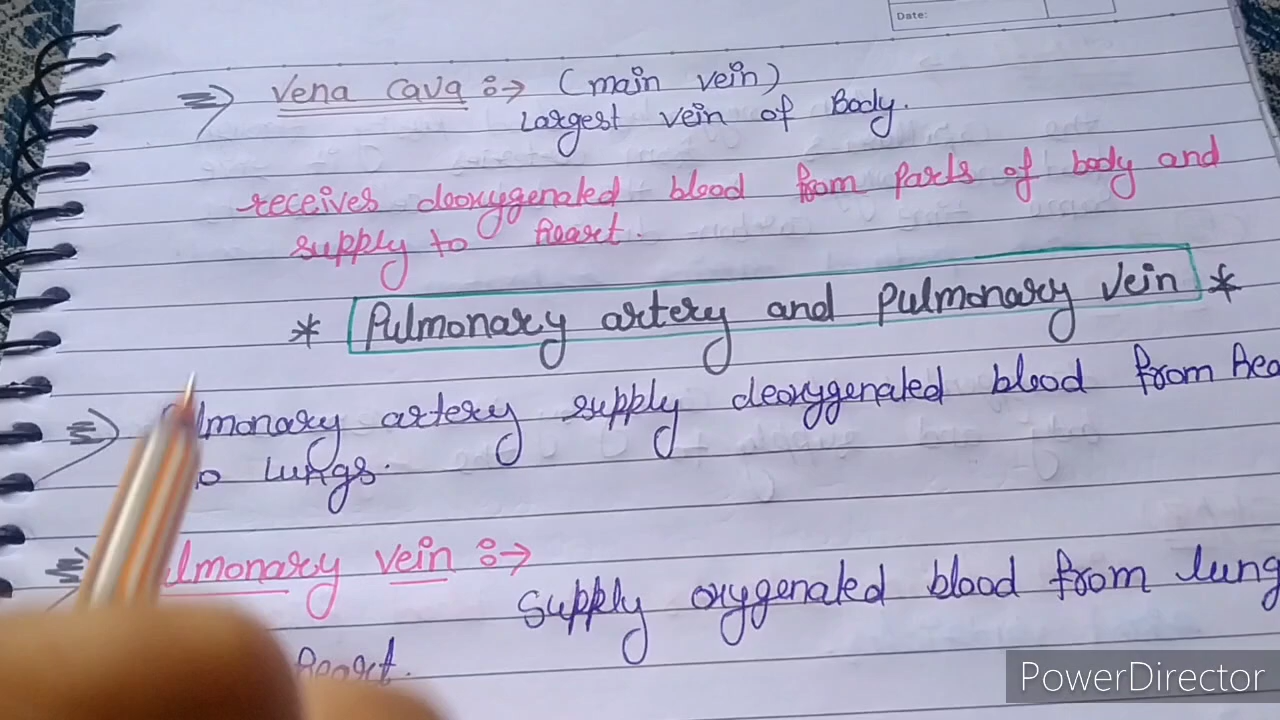 Date:
Vena Cava :→ (main vein)
Largest vein of Body.
receives deoxygenated blood from parts of body and
supply to heart.
* Pulmonary artery and Pulmonary vein *
lmonary artery supply deoxygenated blood from hea
o lungs.
lmonary vein :→
supply oxygenated blood from lung
heart.
PowerDirector